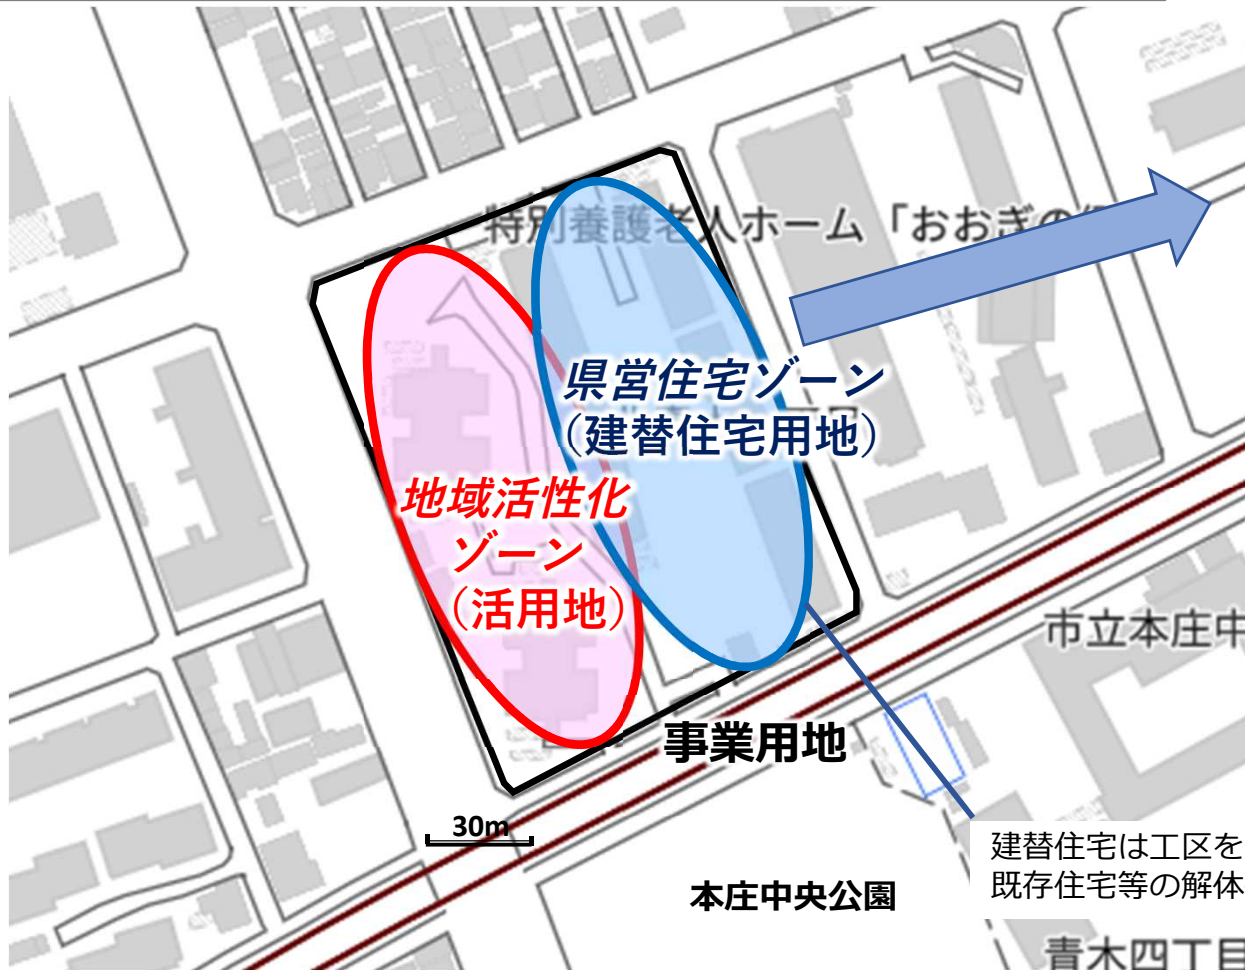 特別養護老人ホーム「おおぎの
県営住宅ゾーン
（建替住宅用地）
地域活性化
ゾーン
（活用地）
市立本庄中
事業用地
30m
建替住宅は工区を
既存住宅等の解体
本庄中央公園
青木四丁目